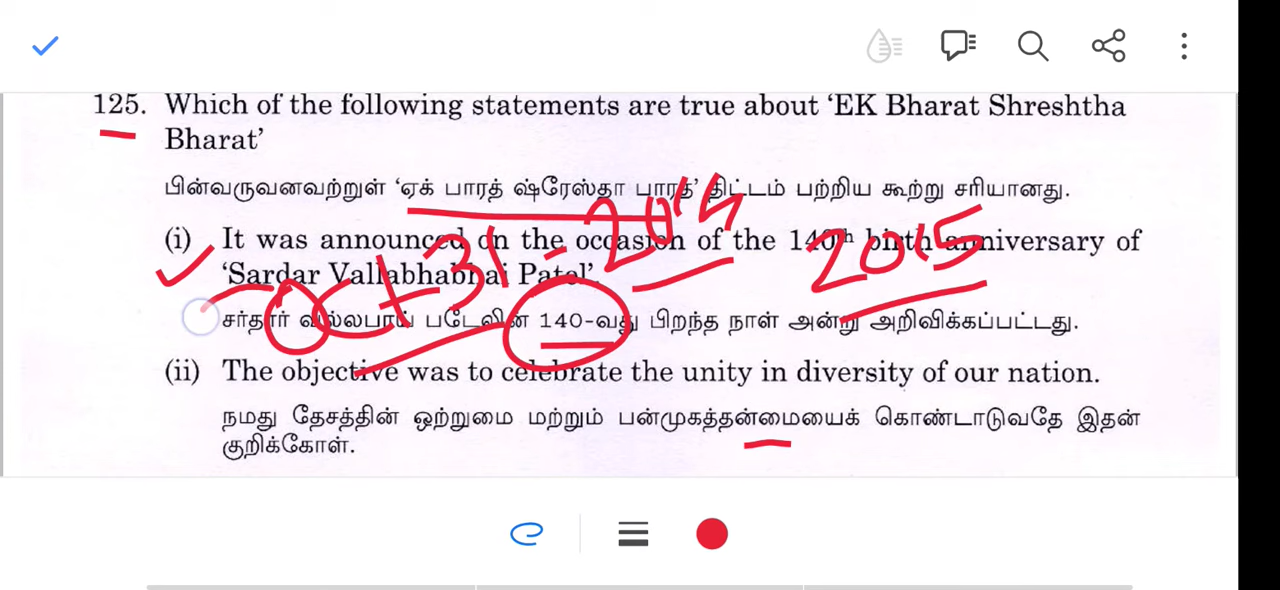 125. Which of the following statements are true about ‘EK Bharat Shreshtha
Bharat’
பின்வருவனவற்றுள் ‘ஏக் பாரத் ஷ்ரேஸ்தா பாரத்’ திட்டம் பற்றிய கூற்று சரியானது.
(i) It was announced on the occasion of the 140th birth anniversary of
‘Sardar Vallabhabhai Patel’.
Oct 31 - 2014
2015
சர்தார் வல்லபாய் படேலின் 140-வது பிறந்த நாள் அன்று அறிவிக்கப்பட்டது.
(ii) The objective was to celebrate the unity in diversity of our nation.
நமது தேசத்தின் ஒற்றுமை மற்றும் பன்முகத்தன்மையைக் கொண்டாடுவதே இதன்
குறிக்கோள்.